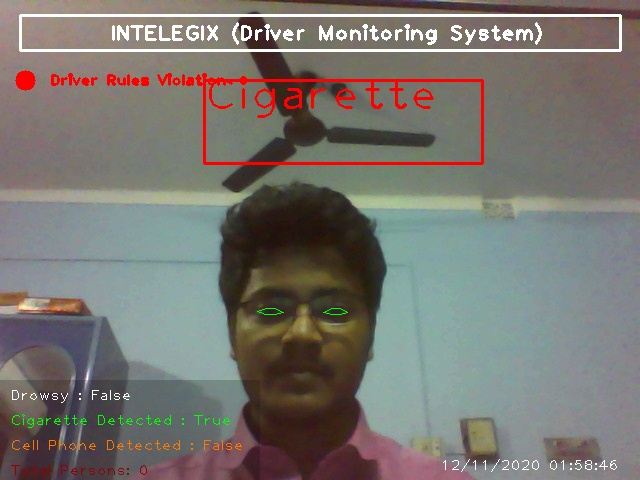 INTELEGIX (Driver Monitoring System)
Driver Rules Violation
Cigarette
Drowsy : False
Cigarette Detected : True
Cell Phone Detected : False
Total Persons: 0
12/11/2020 01:58:46